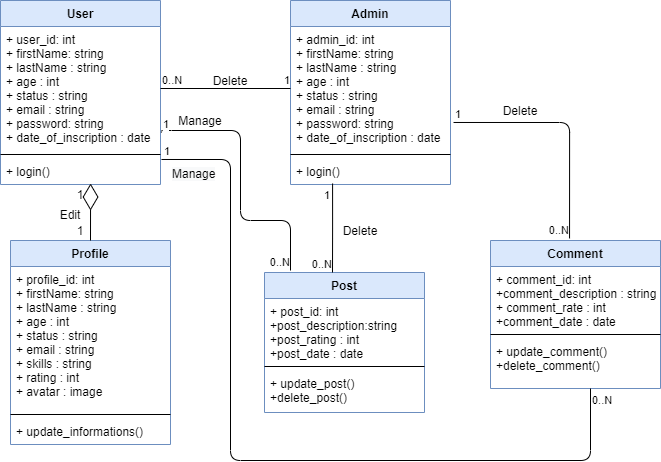 User
+ user_id: int
+ firstName: string
+ lastName : string
+ age : int
+ status : string
+ email : string
+ password: string
+ date_of_inscription : date
+ login()
Admin
+ admin_id: int
+ firstName: string
+ lastName : string
+ age : int
+ status : string
+ email : string
+ password: string
+ date_of_inscription : date
+ login()
0..N
Delete
1
1
Manage
1
Manage
1
Delete
1
Edit
1
1
Delete
0..N
0..N
0..N
Profile
+ profile_id: int
+ firstName: string
+ lastName : string
+ age : int
+ status : string
+ email : string
+ skills : string
+ rating : int
+ avatar : image
+ update_informations()
Post
+ post_id: int
+post_description:string
+post_rating : int
+post_date : date
+ update_post()
+delete_post()
Comment
+ comment_id: int
+comment_description : string
+ comment_rate : int
+comment_date : date
+ update_comment()
+delete_comment()
0..N